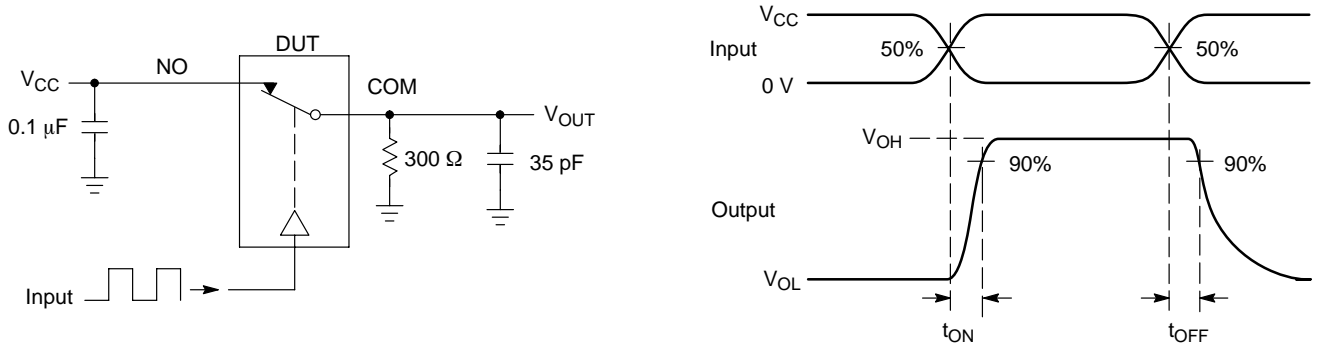 DUT
V_CC
NO
COM
V_OUT
0.1 μF
300 Ω
35 pF
Input
V_CC
Input
50%
50%
0 V
V_OH
90%
90%
Output
V_OL
t_ON
t_OFF